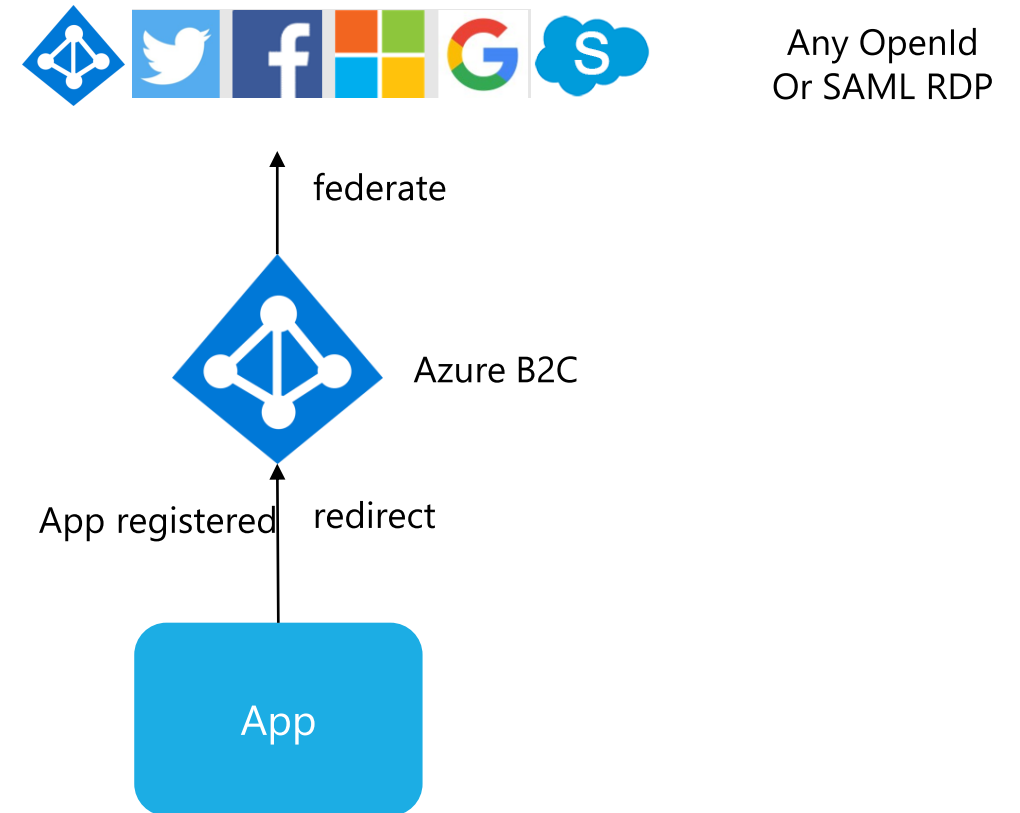 Any OpenId
Or SAML RDP
federate
Azure B2C
App registered
redirect
App